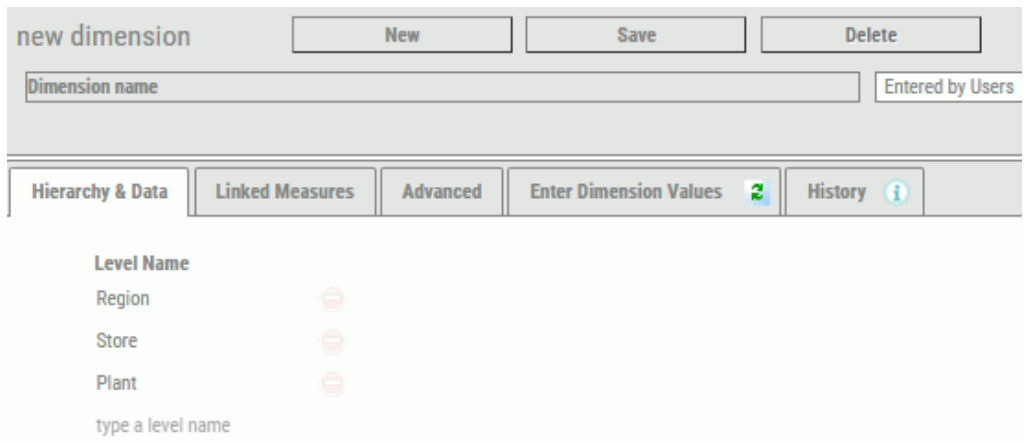 new dimension New Save Delete
Dimension name Entered by Users
Hierarchy & Data Linked Measures Advanced Enter Dimension Values History i
Level Name
Region
Store
Plant
type a level name